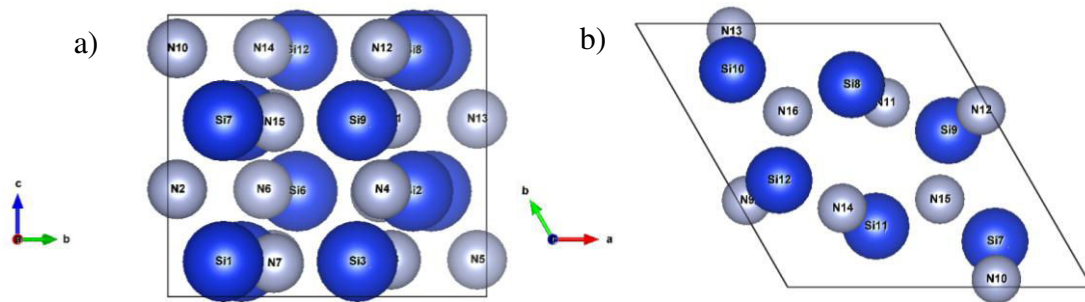 a)
N10 N14 Si12 N12 Si8
Si7 N15 Si9 1 N13
N2 N6 Si6 N4 Si2
Si1 N7 Si3 N5
c
b
b)
N13
Si10
Si8
N11
N16
N12
Si9
Si12
N9
N14
N15
Si11
Si7
N10
b
a